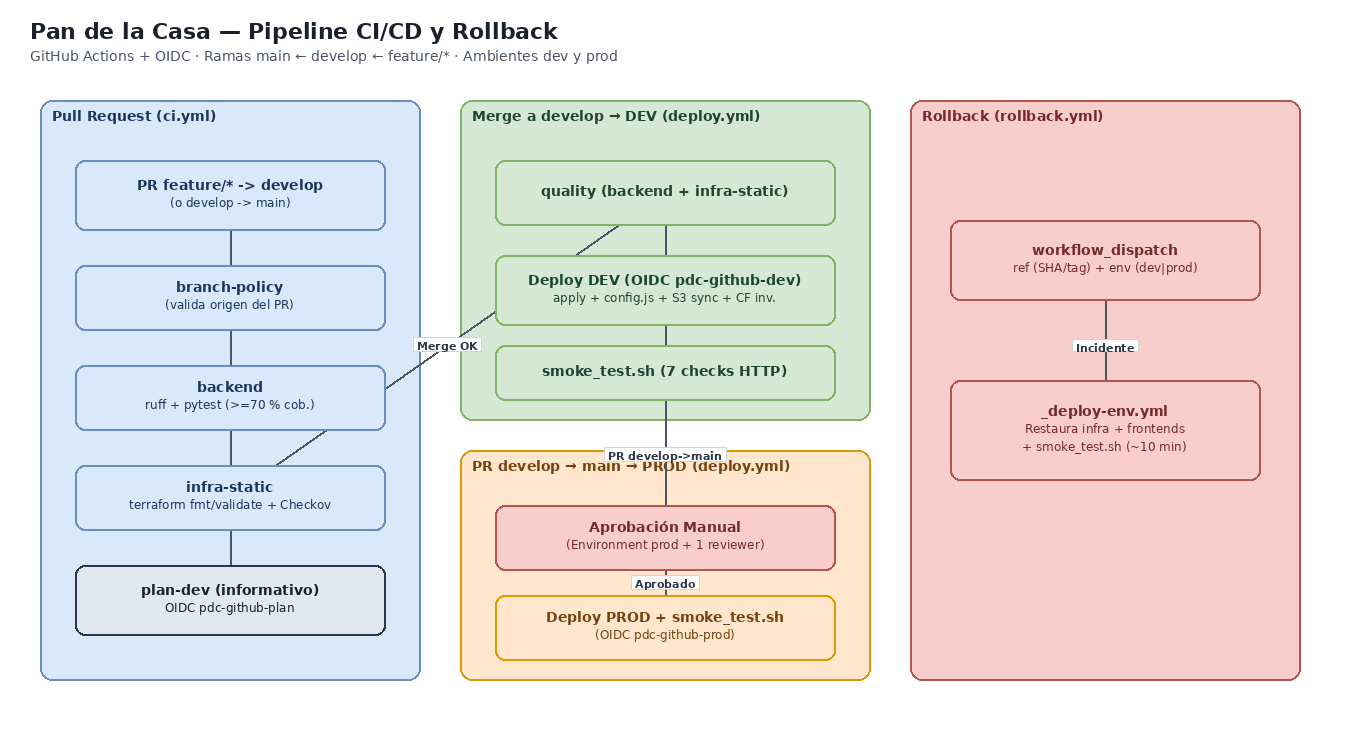 Pan de la Casa — Pipeline CI/CD y Rollback
GitHub Actions + OIDC · Ramas main ← develop ← feature/* · Ambientes dev y prod
Pull Request (ci.yml)
PR feature/* -> develop
(o develop -> main)
branch-policy
(valida origen del PR)
backend
ruff + pytest (>=70 % cob.)
infra-static
terraform fmt/validate + Checkov
plan-dev (informativo)
OIDC pdc-github-plan
Merge OK
Merge a develop → DEV (deploy.yml)
quality (backend + infra-static)
Deploy DEV (OIDC pdc-github-dev)
apply + config.js + S3 sync + CF inv.
smoke_test.sh (7 checks HTTP)
PR develop->main
PR develop → main → PROD (deploy.yml)
Aprobación Manual
(Environment prod + 1 reviewer)
Aprobado
Deploy PROD + smoke_test.sh
(OIDC pdc-github-prod)
Rollback (rollback.yml)
workflow_dispatch
ref (SHA/tag) + env (dev|prod)
Incidente
_deploy-env.yml
Restaura infra + frontends
+ smoke_test.sh (~10 min)